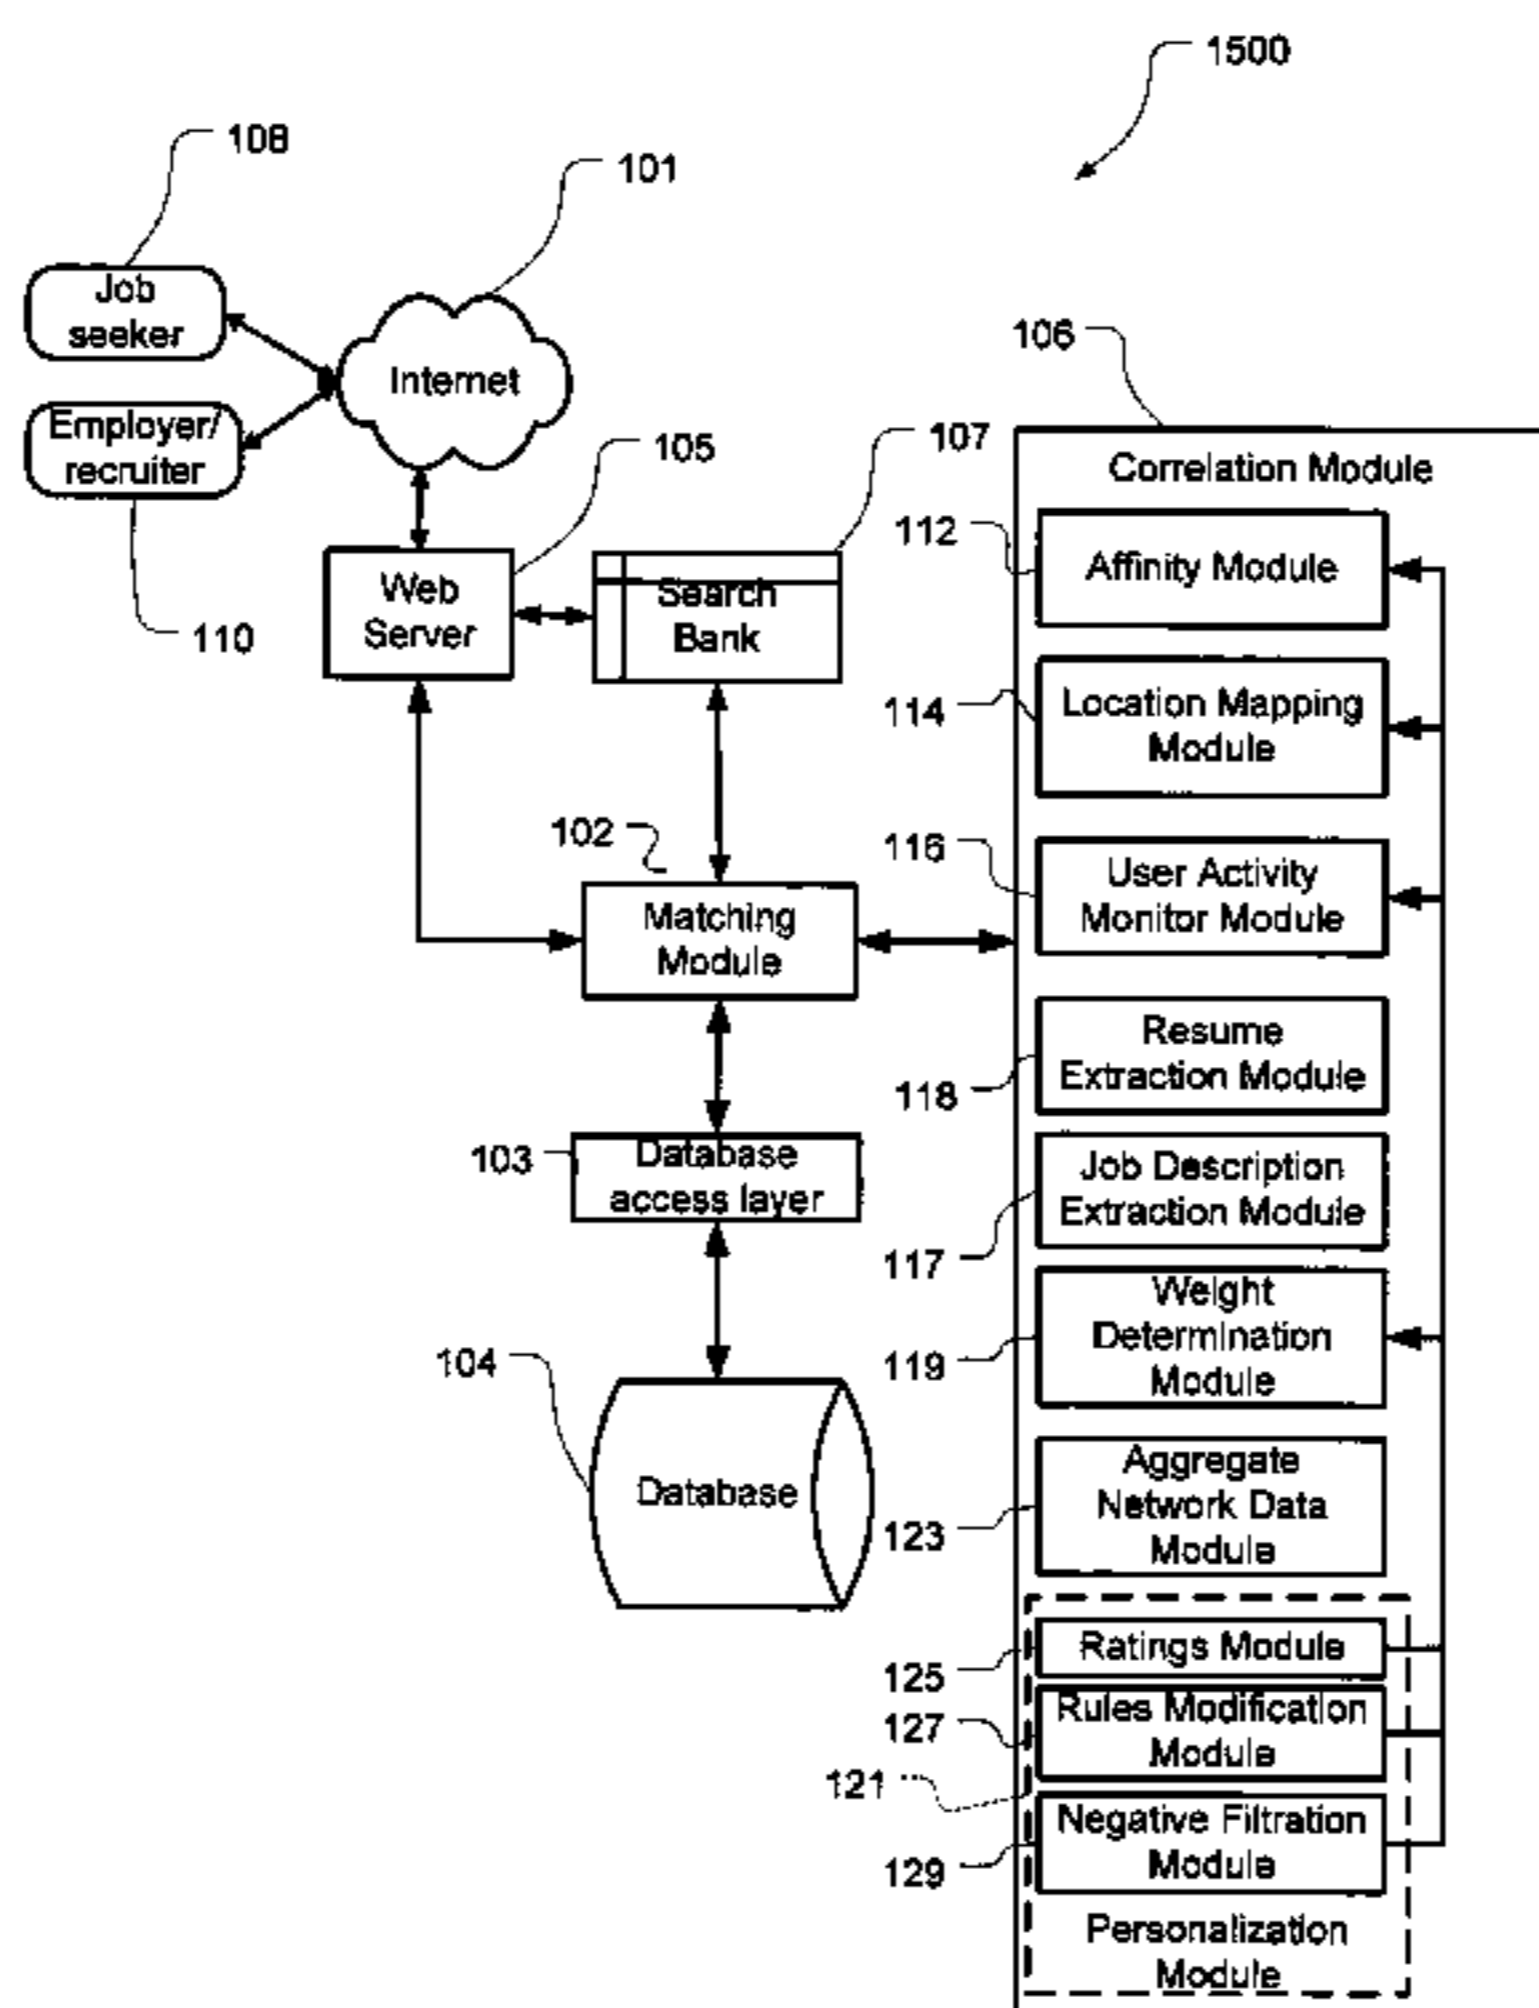 1500
108
101
Job
seeker
Internet
106
Employer/
recruiter
105
107
Correlation Module
112
Affinity Module
Web
Server
Search
Bank
110
114
Location Mapping
Module
102
116
User Activity
Monitor Module
Matching
Module
Resume
Extraction Module
118
103
Database
access layer
Job Description
Extraction Module
117
Weight
Determination
Module
119
104
Database
Aggregate
Network Data
Module
123
Ratings Module
125
Rules Modification
Module
127
121
Negative Filtration
Module
129
Personalization
Module